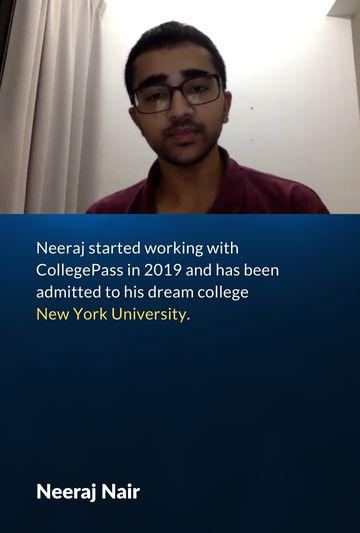 Neeraj started working with
CollegePass in 2019 and has been
admitted to his dream college
New York University.
Neeraj Nair